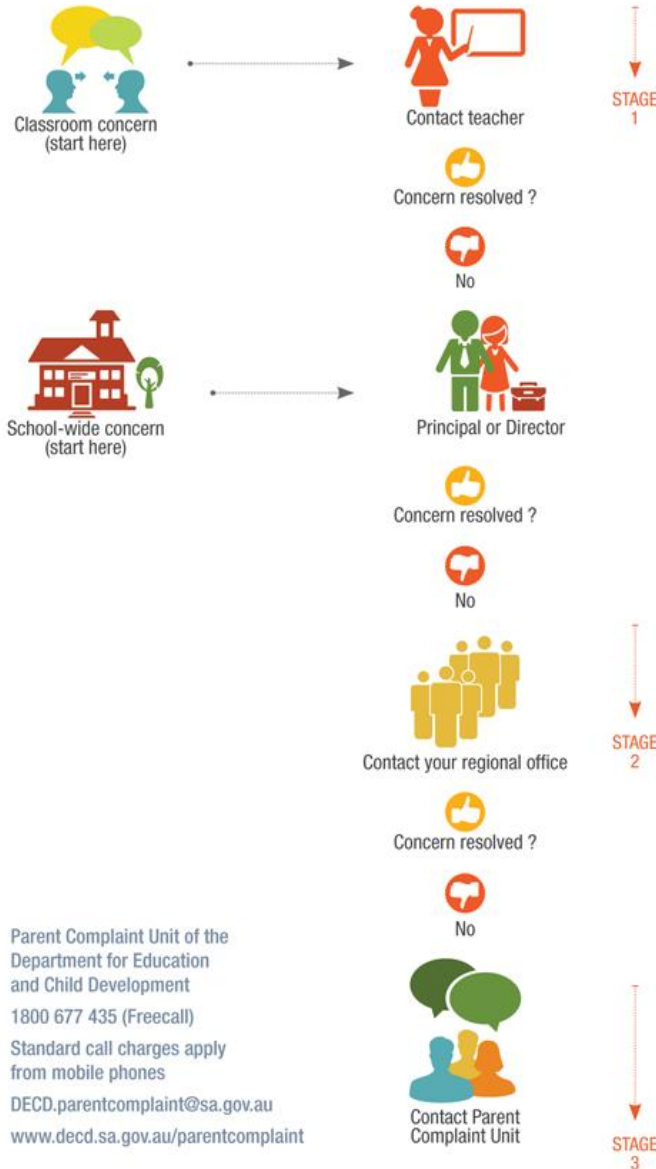 Classroom concern
(start here)
Contact teacher
STAGE
1
Concern resolved ?
No
School-wide concern
(start here)
Principal or Director
Concern resolved ?
No
Contact your regional office
STAGE
2
Concern resolved ?
No
Parent Complaint Unit of the
Department for Education
and Child Development
1800 677 435 (Freecall)
Standard call charges apply
from mobile phones
DECD.parentcomplaint@sa.gov.au
www.decd.sa.gov.au/parentcomplaint
Contact Parent
Complaint Unit
STAGE
3